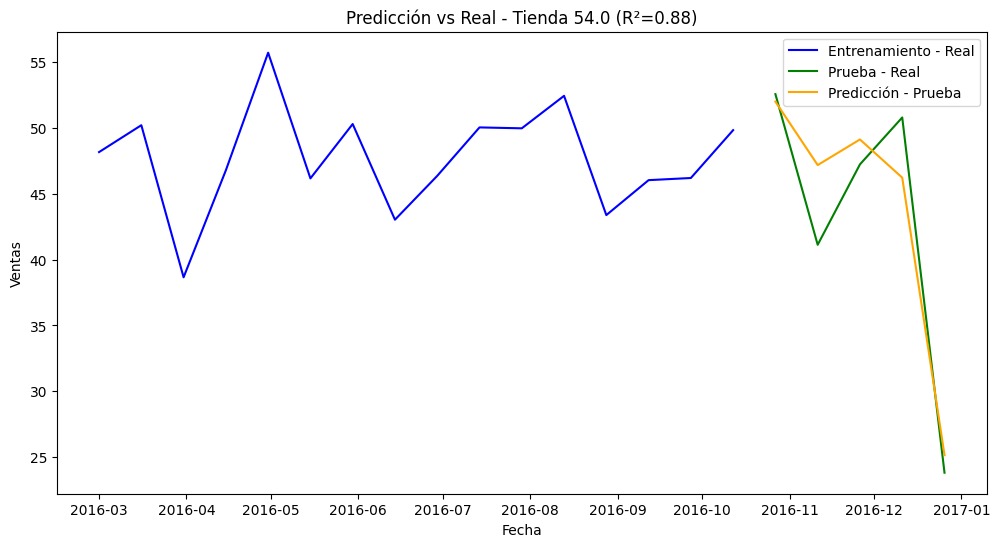 Predicción vs Real - Tienda 54.0 (R²=0.88)
Entrenamiento - Real
Prueba - Real
Predicción - Prueba
Ventas
55
50
45
40
35
30
25
2016-03 2016-04 2016-05 2016-06 2016-07 2016-08 2016-09 2016-10 2016-11 2016-12 2017-01
Fecha